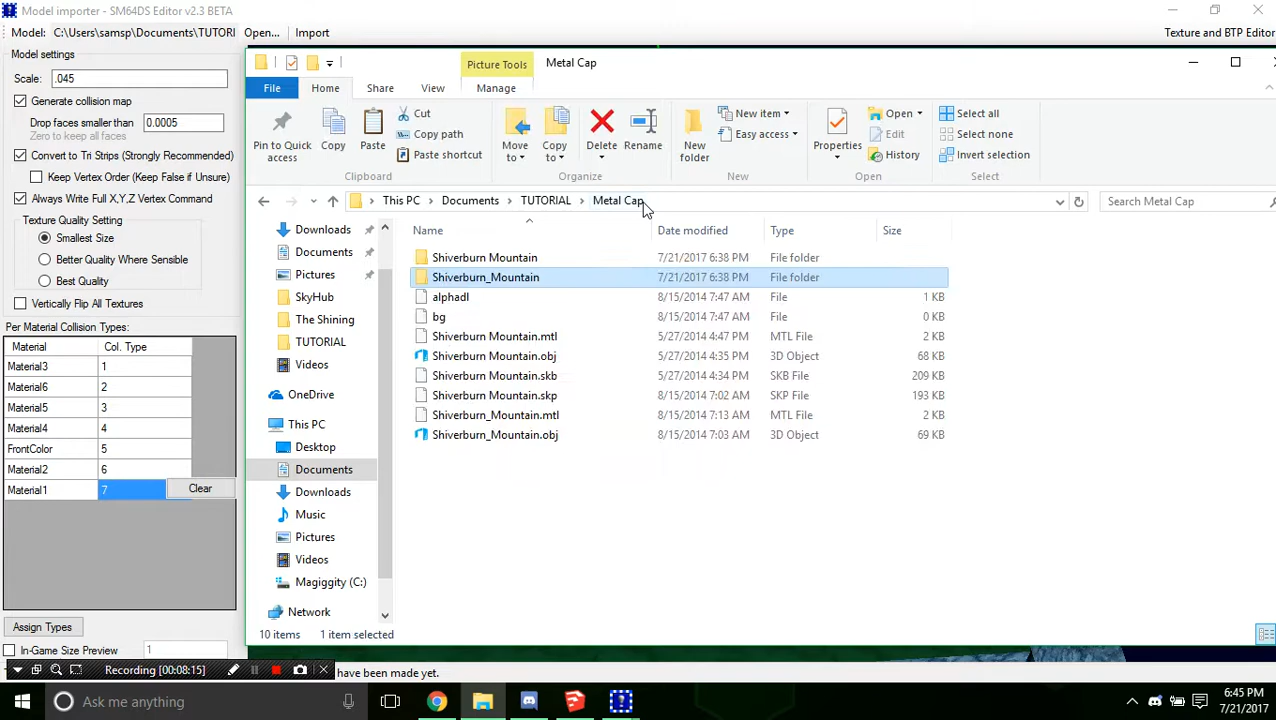 Model importer - SM64DS Editor v2.3 BETA
Model: C:\Users\samsp\Documents\TUTORI Open... Import Texture and BTP Editor
Model settings
Scale: .045
Generate collision map
Drop faces smaller than 0.0005
Zero to keep all faces
Convert to Tri Strips (Strongly Recommended)
Keep Vertex Order (Keep False if Unsure)
Always Write Full X,Y,Z Vertex Command
Texture Quality Setting
Smallest Size
Better Quality Where Sensible
Best Quality
Vertically Flip All Textures
Per Material Collision Types:
Material Col. Type
Material3 1
Material6 2
Material5 3
Material4 4
FrontColor 5
Material2 6
Material1 7 Clear
Assign Types
In-Game Size Preview 1
Picture Tools Metal Cap
File Home Share View Manage
Pin to Quick access
Copy
Paste
Cut
Copy path
Paste shortcut
Clipboard
Move to
Copy to
Delete
Rename
Organize
New folder
New item
Easy access
New
Properties
Open
Edit
History
Open
Select all
Select none
Invert selection
Select
This PC Documents TUTORIAL Metal Cap Search Metal Cap
Downloads
Documents
Pictures
SkyHub
The Shining
TUTORIAL
Videos
OneDrive
This PC
Desktop
Documents
Downloads
Music
Pictures
Videos
Magiggity (C:)
Network
Name Date modified Type Size
Shiverburn Mountain 7/21/2017 6:38 PM File folder
Shiverburn_Mountain 7/21/2017 6:38 PM File folder
alphadl 8/15/2014 7:47 AM File 1 KB
bg 8/15/2014 7:47 AM File 0 KB
Shiverburn Mountain.mtl 5/27/2014 4:47 PM MTL File 2 KB
Shiverburn Mountain.obj 5/27/2014 4:35 PM 3D Object 68 KB
Shiverburn Mountain.skb 5/27/2014 4:34 PM SKB File 209 KB
Shiverburn Mountain.skp 8/15/2014 7:02 AM SKP File 193 KB
Shiverburn_Mountain.mtl 8/15/2014 7:13 AM MTL File 2 KB
Shiverburn_Mountain.obj 8/15/2014 7:03 AM 3D Object 69 KB
10 items 1 item selected
Recording [00:08:15] have been made yet.
Ask me anything
6:45 PM
7/21/2017